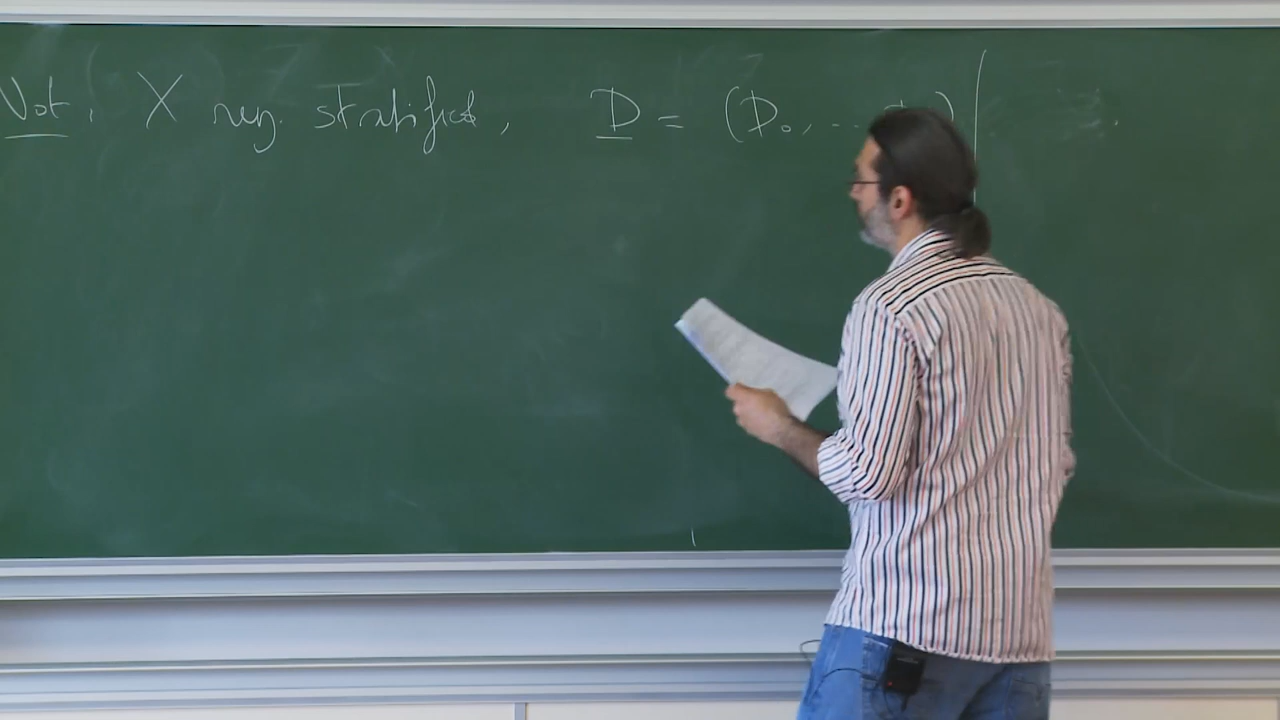 Not. X reg. stratified, D = (D₀, ... )